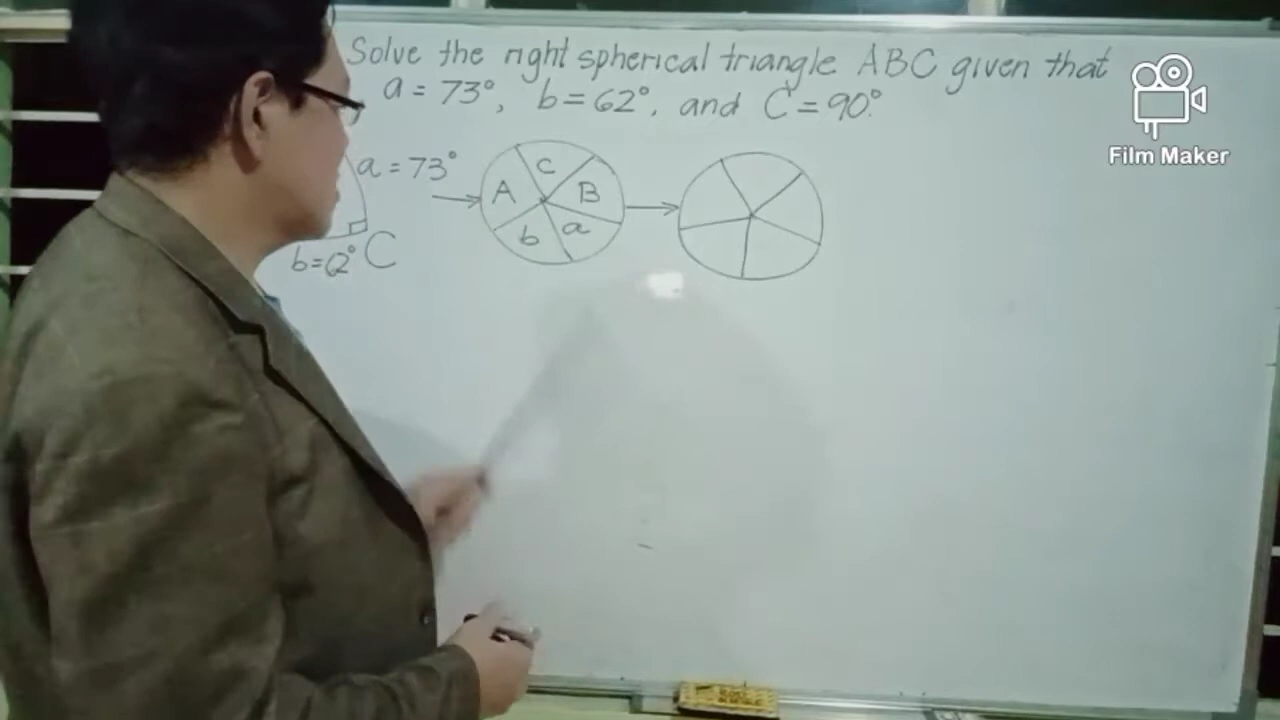 Solve the right spherical triangle ABC given that
a = 73°, b = 62°, and C = 90°.
a = 73°
b = 62° C
A c B
b a
Film Maker